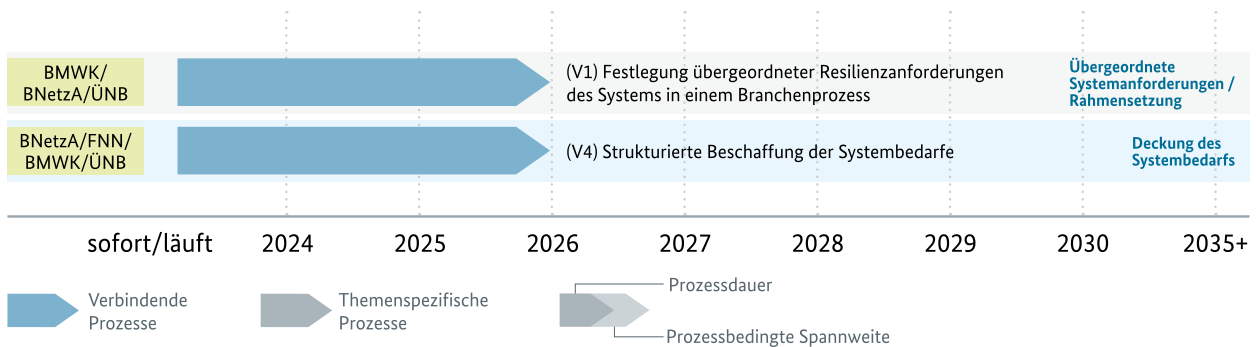 BMWK/
BNetzA/ÜNB
(V1) Festlegung übergeordneter Resilienzanforderungen
des Systems in einem Branchenprozess
Übergeordnete
Systemanforderungen /
Rahmensetzung
BNetzA/FNN/
BMWK/ÜNB
(V4) Strukturierte Beschaffung der Systembedarfe
Deckung des
Systembedarfs
sofort/läuft 2024 2025 2026 2027 2028 2029 2030 2035+
Verbindende
Prozesse
Themenspezifische
Prozesse
Prozessdauer
Prozessbedingte Spannweite